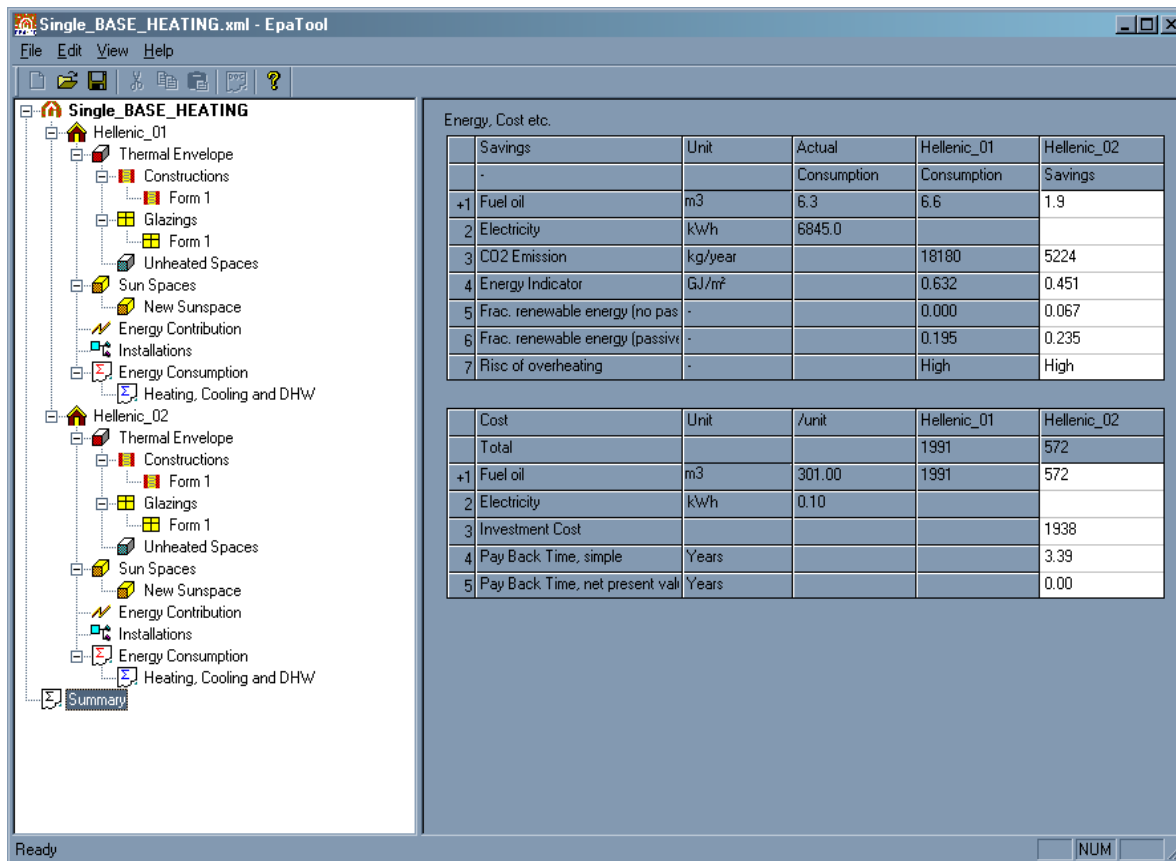 Single_BASE_HEATING.xml - EpaTool
File Edit View Help
Single_BASE_HEATING
Hellenic_01
Thermal Envelope
Constructions
Form 1
Glazings
Form 1
Unheated Spaces
Sun Spaces
New Sunspace
Energy Contribution
Installations
Energy Consumption
Heating, Cooling and DHW
Hellenic_02
Thermal Envelope
Constructions
Form 1
Glazings
Form 1
Unheated Spaces
Sun Spaces
New Sunspace
Energy Contribution
Installations
Energy Consumption
Heating, Cooling and DHW
Summary
Energy, Cost etc.
Savings Unit Actual Hellenic_01 Hellenic_02
- Consumption Consumption Savings
+1 Fuel oil m3 6.3 6.6 1.9
2 Electricity kWh 6845.0
3 CO2 Emission kg/year 18180 5224
4 Energy Indicator GJ/m² 0.632 0.451
5 Frac. renewable energy (no pas - 0.000 0.067
6 Frac. renewable energy (passive - 0.195 0.235
7 Risc of overheating - High High
Cost Unit /unit Hellenic_01 Hellenic_02
Total 1991 572
+1 Fuel oil m3 301.00 1991 572
2 Electricity kWh 0.10
3 Investment Cost 1938
4 Pay Back Time, simple Years 3.39
5 Pay Back Time, net present valu Years 0.00
Ready NUM